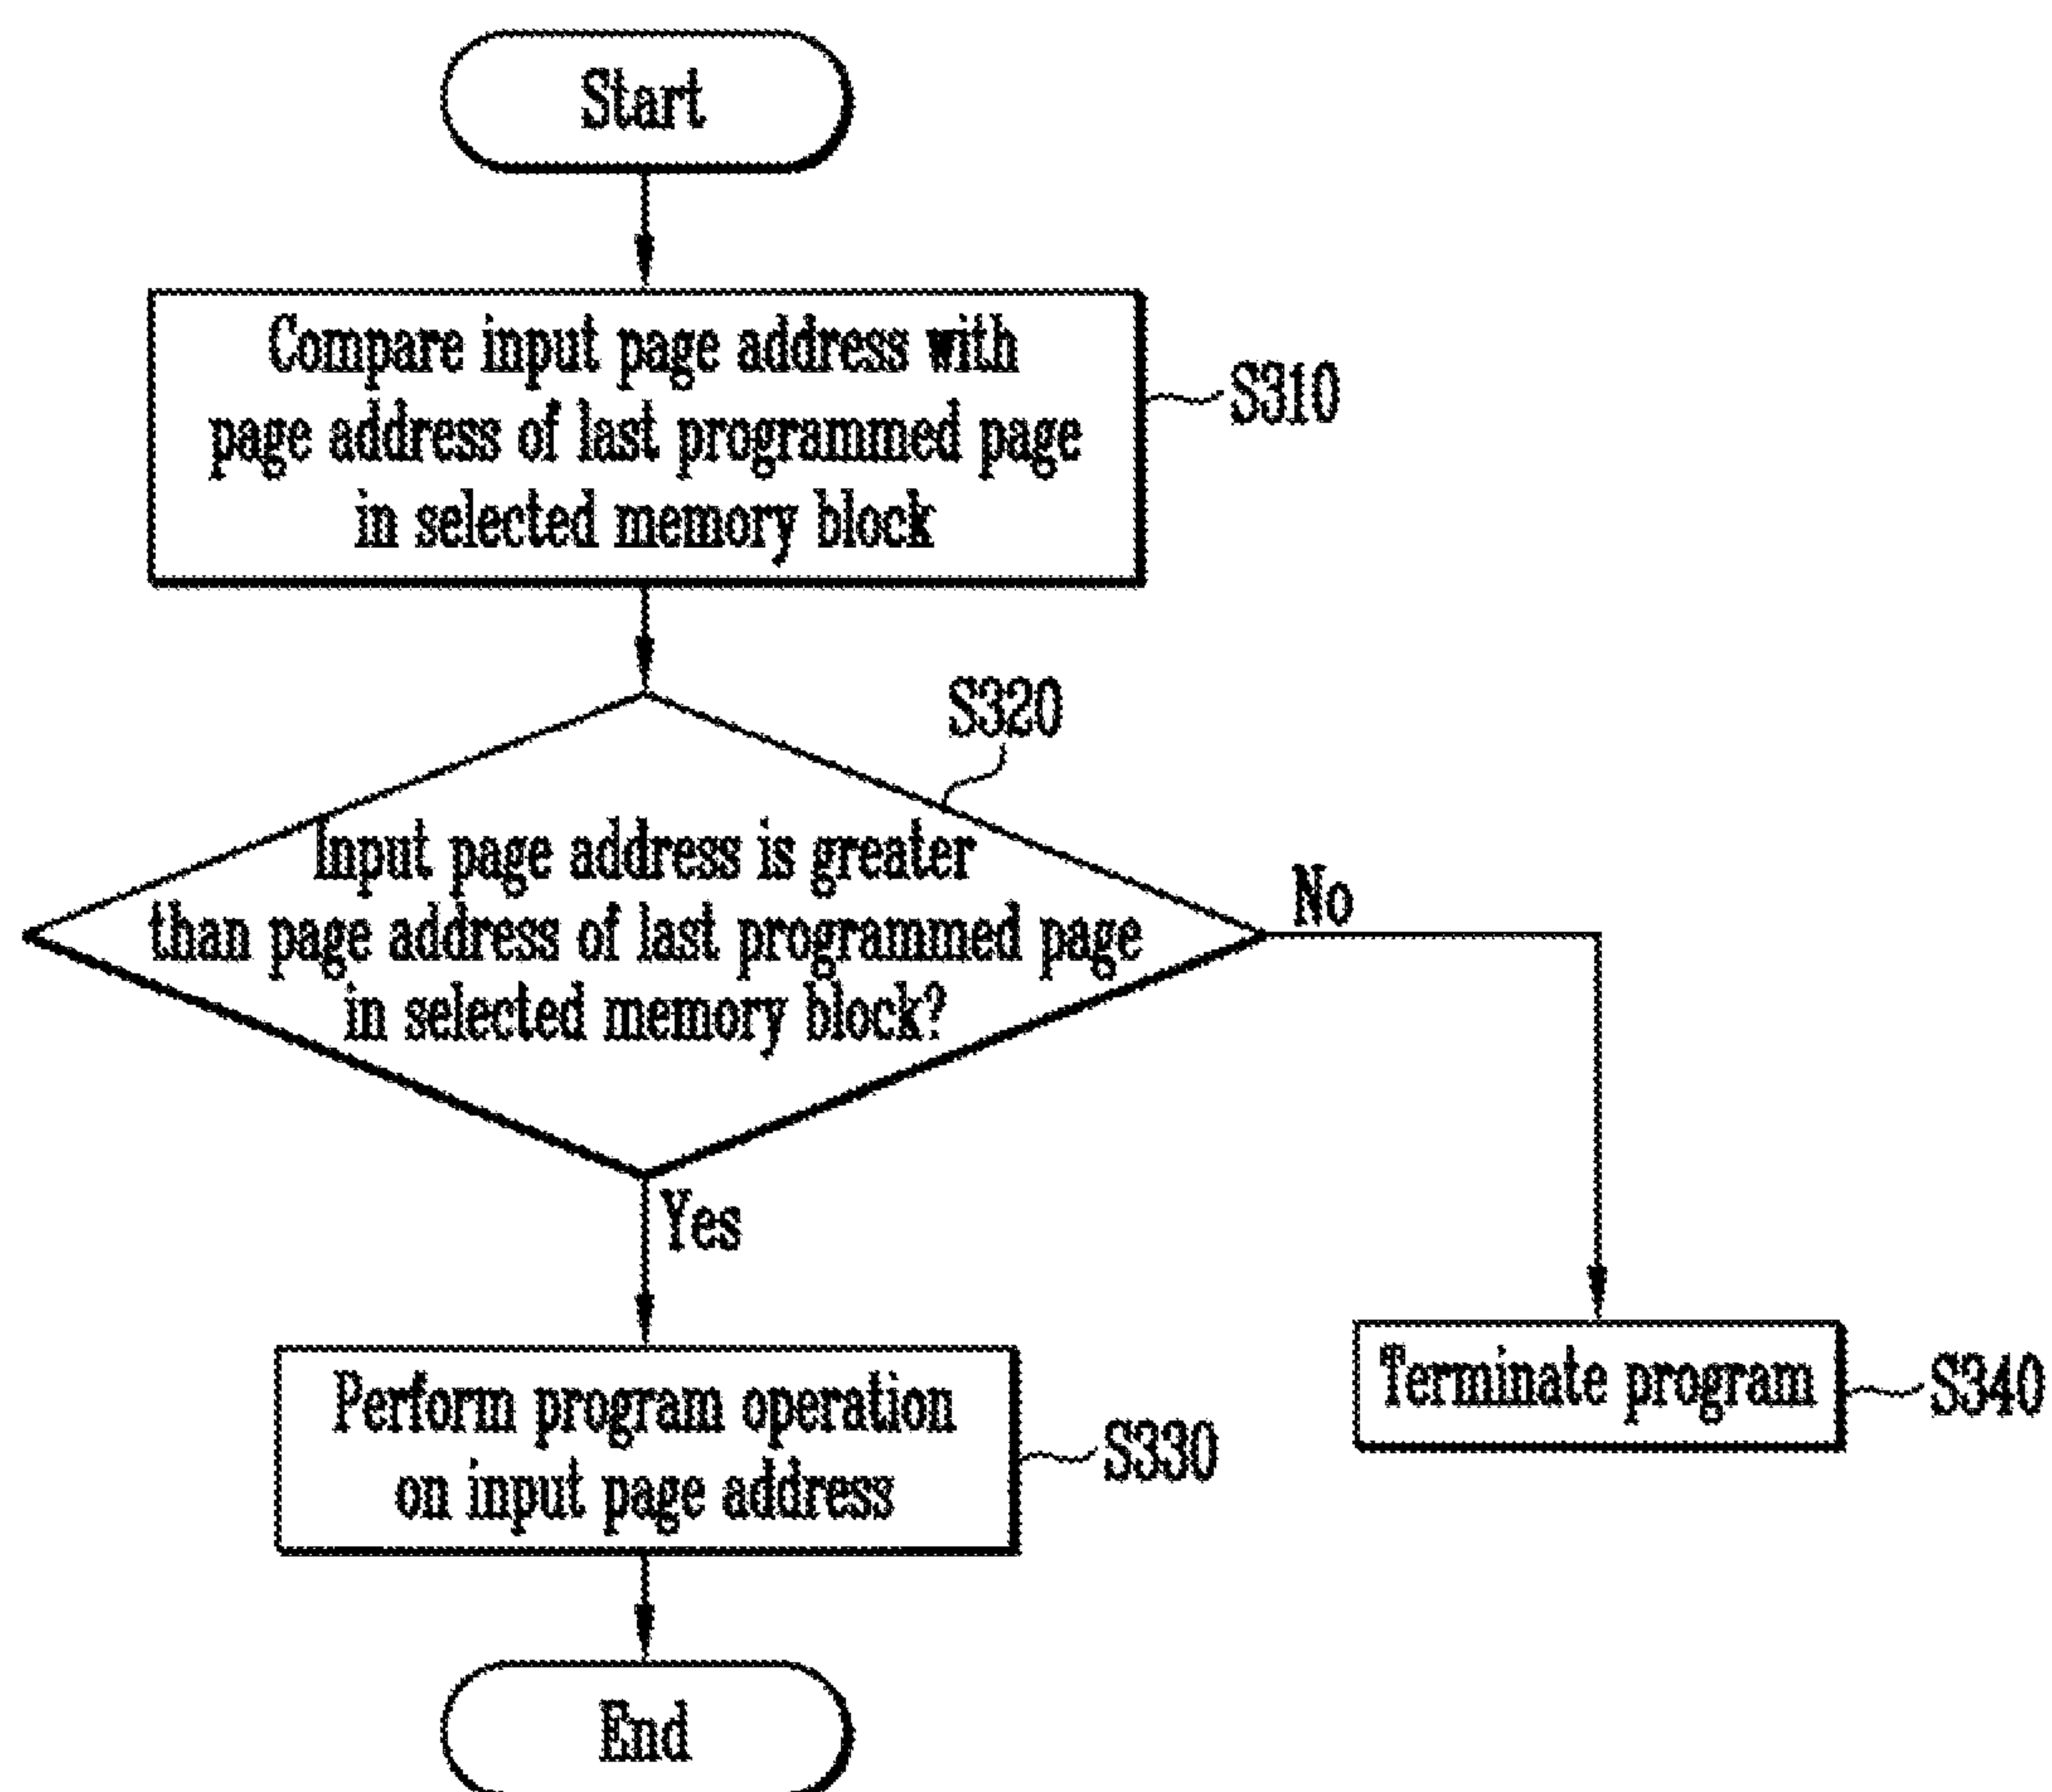 Start
Compare input page address with
page address of last programmed page
in selected memory block
S310
S320
Input page address is greater
than page address of last programmed page
in selected memory block?
No
Yes
Perform program operation
on input page address
S330
Terminate program
S340
End